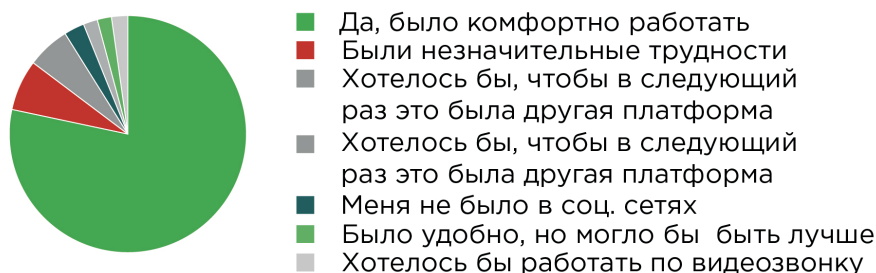 Да, было комфортно работать
Были незначительные трудности
Хотелось бы, чтобы в следующий
раз это была другая платформа
Хотелось бы, чтобы в следующий
раз это была другая платформа
Меня не было в соц. сетях
Было удобно, но могло бы  быть лучше
Хотелось бы работать по видеозвонку